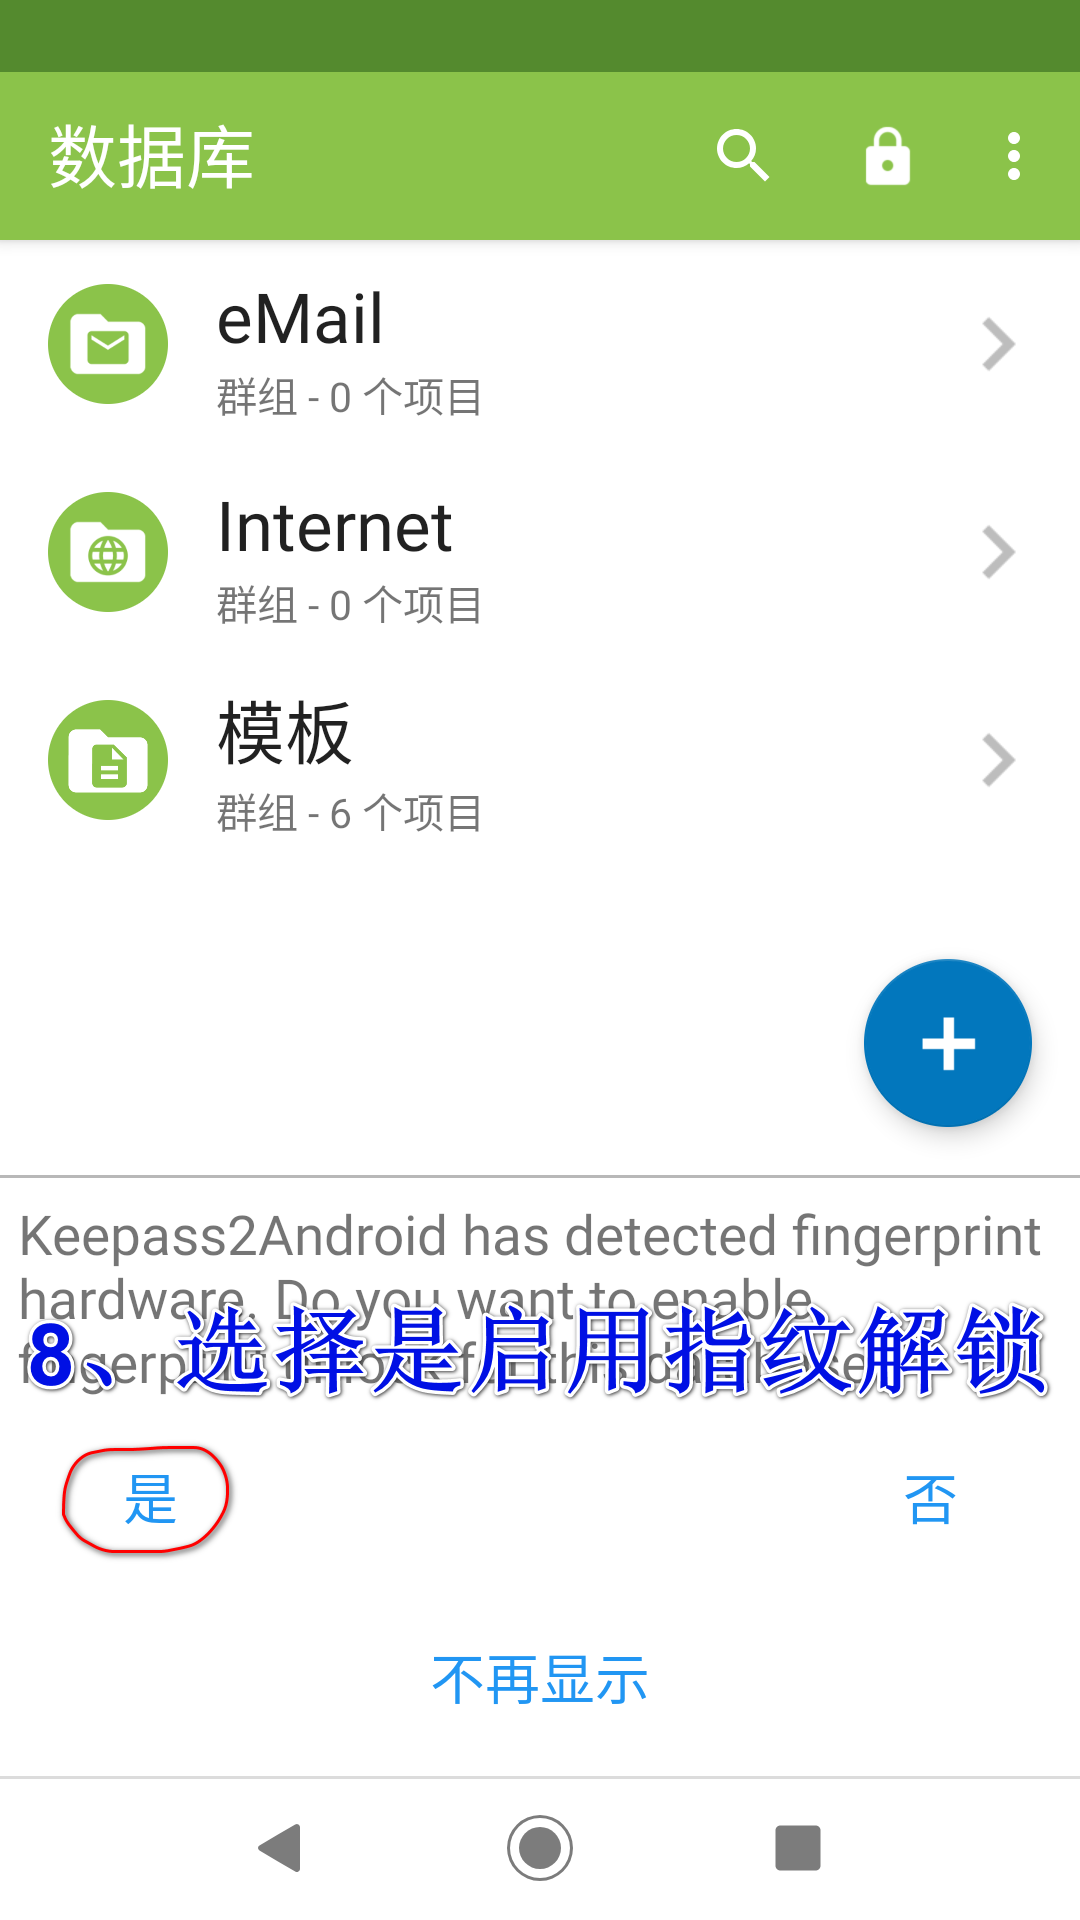 数据库
eMail
群组 - 0 个项目
Internet
群组 - 0 个项目
模板
群组 - 6 个项目
Keepass2Android has detected fingerprint
hardware. Do you want to enable
8、选择是启用指纹解锁
是
否
不再显示